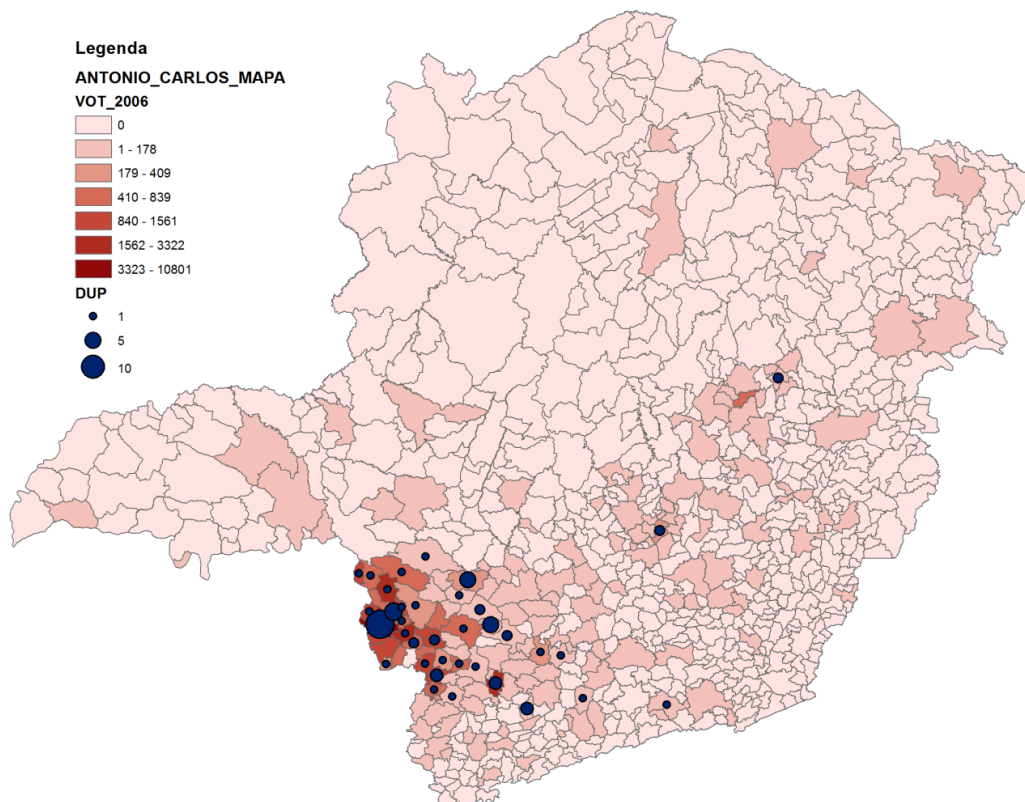 Legenda
ANTONIO_CARLOS_MAPA
VOT_2006
0
1 - 178
179 - 409
410 - 839
840 - 1561
1562 - 3322
3323 - 10801
DUP
1
5
10